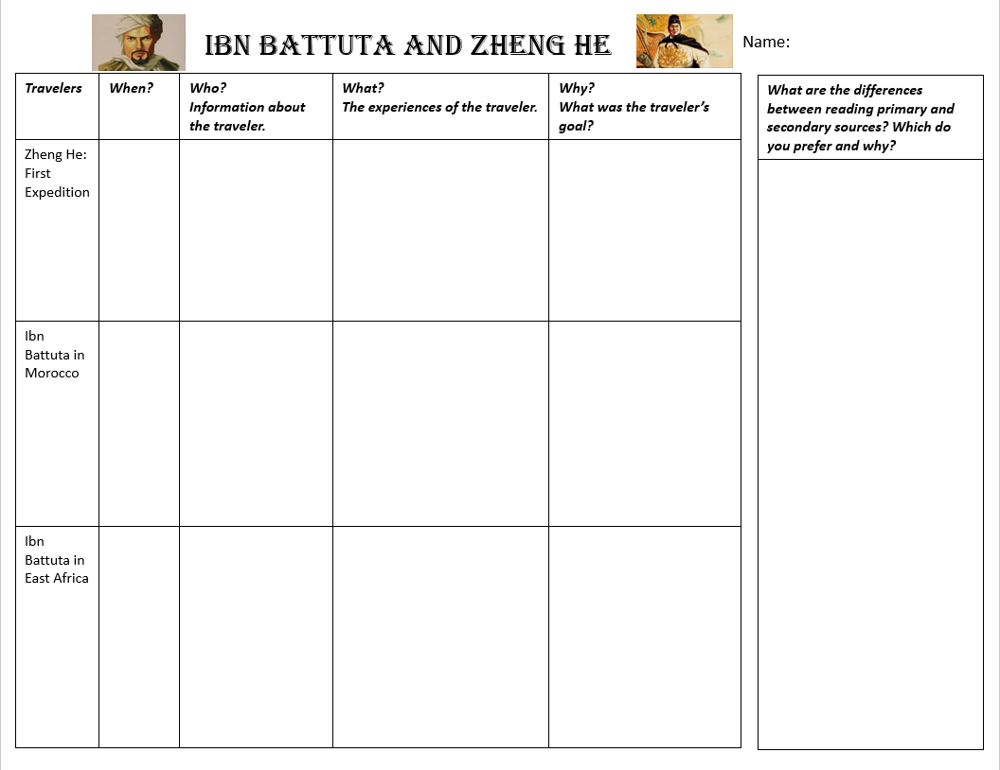 IBN BATTUTA AND ZHENG HE
Name:
Travelers
When?
Who?
Information about
the traveler.
What?
The experiences of the traveler.
Why?
What was the traveler’s
goal?
Zheng He:
First
Expedition
Ibn
Battuta in
Morocco
Ibn
Battuta in
East Africa
What are the differences
between reading primary and
secondary sources? Which do
you prefer and why?